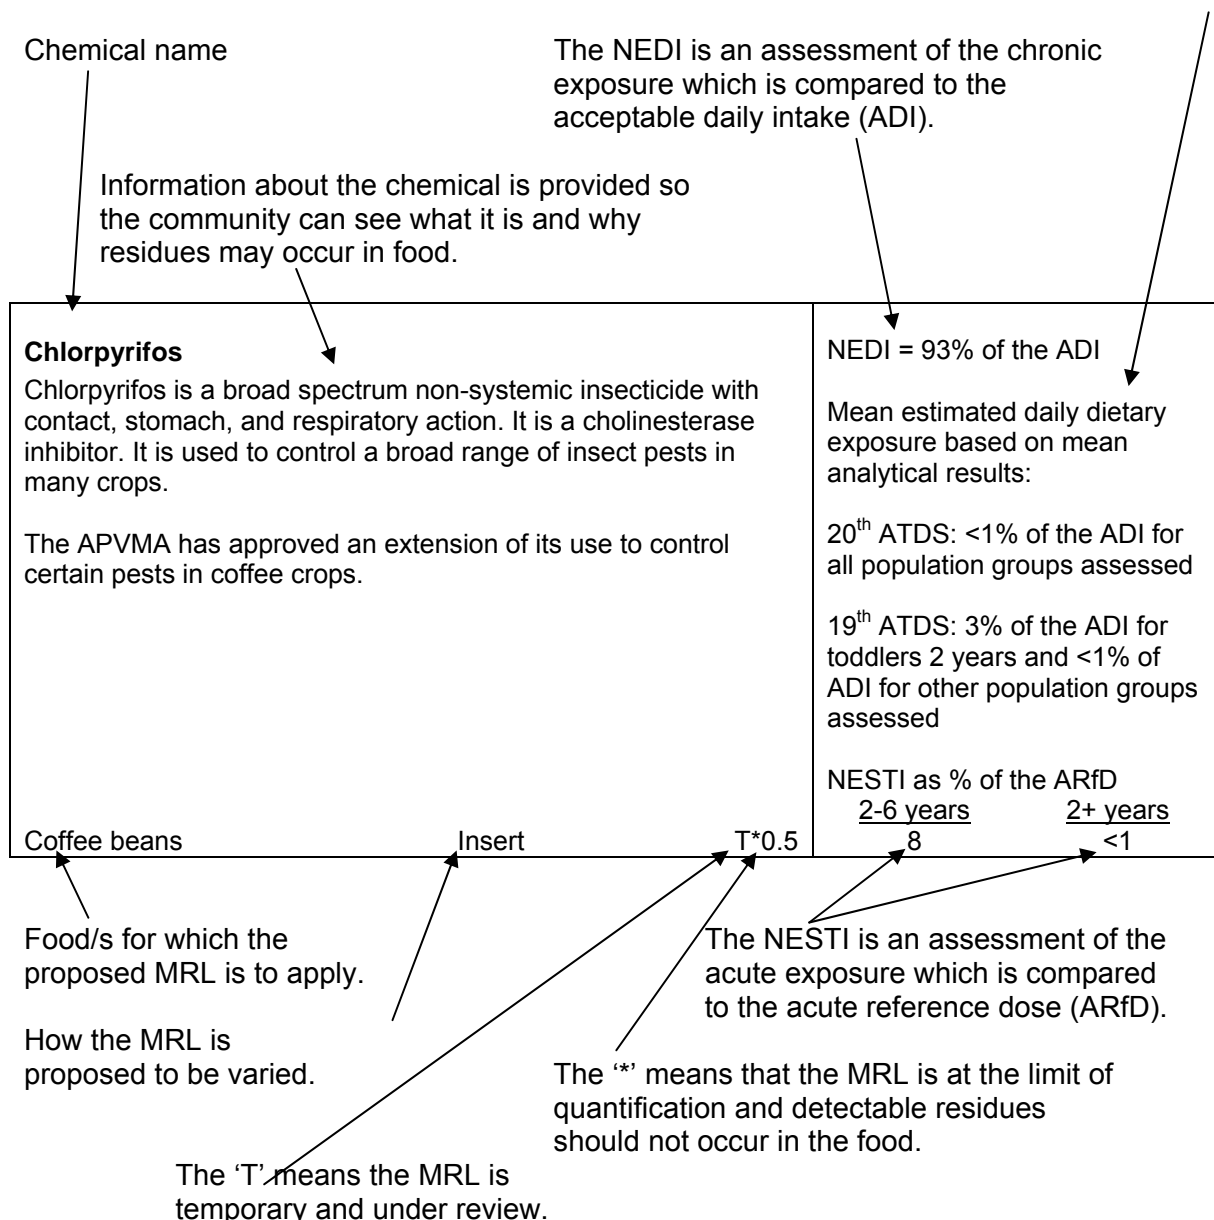 Chemical name
The NEDI is an assessment of the chronic
exposure which is compared to the
acceptable daily intake (ADI).
Information about the chemical is provided so
the community can see what it is and why
residues may occur in food.
Chlorpyrifos
Chlorpyrifos is a broad spectrum non-systemic insecticide with
contact, stomach, and respiratory action. It is a cholinesterase
inhibitor. It is used to control a broad range of insect pests in
many crops.
The APVMA has approved an extension of its use to control
certain pests in coffee crops.
Coffee beans Insert T*0.5
NEDI = 93% of the ADI
Mean estimated daily dietary
exposure based on mean
analytical results:
20th ATDS: <1% of the ADI for
all population groups assessed
19th ATDS: 3% of the ADI for
toddlers 2 years and <1% of
ADI for other population groups
assessed
NESTI as % of the ARfD
2-6 years 2+ years
8 <1
Food/s for which the
proposed MRL is to apply.
The NESTI is an assessment of the
acute exposure which is compared
to the acute reference dose (ARfD).
How the MRL is
proposed to be varied.
The ‘*’ means that the MRL is at the limit of
quantification and detectable residues
should not occur in the food.
The ‘T’ means the MRL is
temporary and under review.